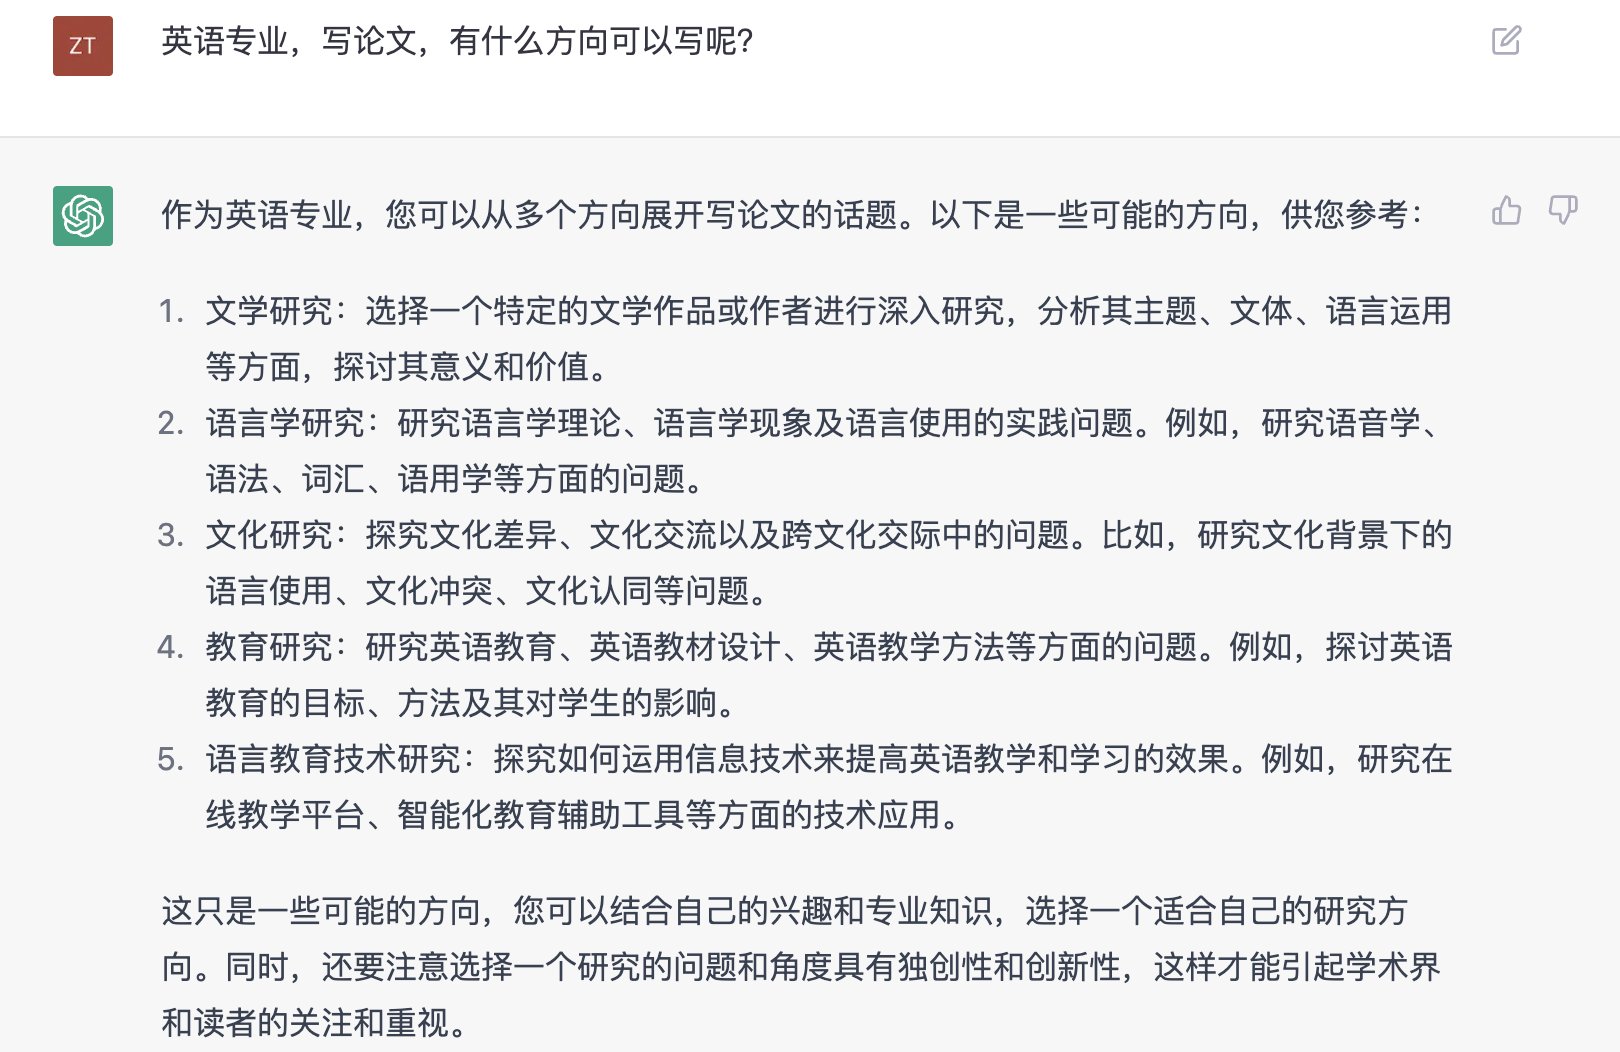 ZT
英语专业，写论文，有什么方向可以写呢？
作为英语专业，您可以从多个方向展开写论文的话题。以下是一些可能的方向，供您参考：
1. 文学研究：选择一个特定的文学作品或作者进行深入研究，分析其主题、文体、语言运用
等方面，探讨其意义和价值。
2. 语言学研究：研究语言学理论、语言学现象及语言使用的实践问题。例如，研究语音学、
语法、词汇、语用学等方面的问题。
3. 文化研究：探究文化差异、文化交流以及跨文化交际中的问题。比如，研究文化背景下的
语言使用、文化冲突、文化认同等问题。
4. 教育研究：研究英语教育、英语教材设计、英语教学方法等方面的问题。例如，探讨英语
教育的目标、方法及其对学生的影响。
5. 语言教育技术研究：探究如何运用信息技术来提高英语教学和学习的效果。例如，研究在
线教学平台、智能化教育辅助工具等方面的技术应用。
这只是一些可能的方向，您可以结合自己的兴趣和专业知识，选择一个适合自己的研究方
向。同时，还要注意选择一个研究的问题和角度具有独创性和创新性，这样才能引起学术界
和读者的关注和重视。